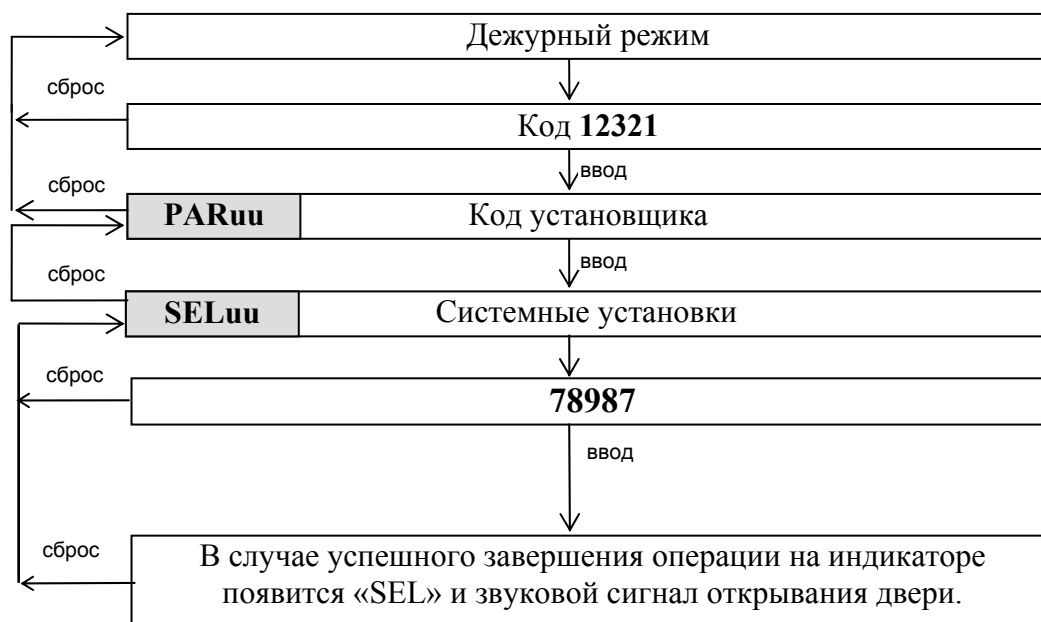 Дежурный режим
сброс
Код 12321
ввод
сброс
PARuu Код установщика
ввод
сброс
SELuu Системные установки
сброс
78987
ввод
сброс
В случае успешного завершения операции на индикаторе
появится «SEL» и звуковой сигнал открывания двери.